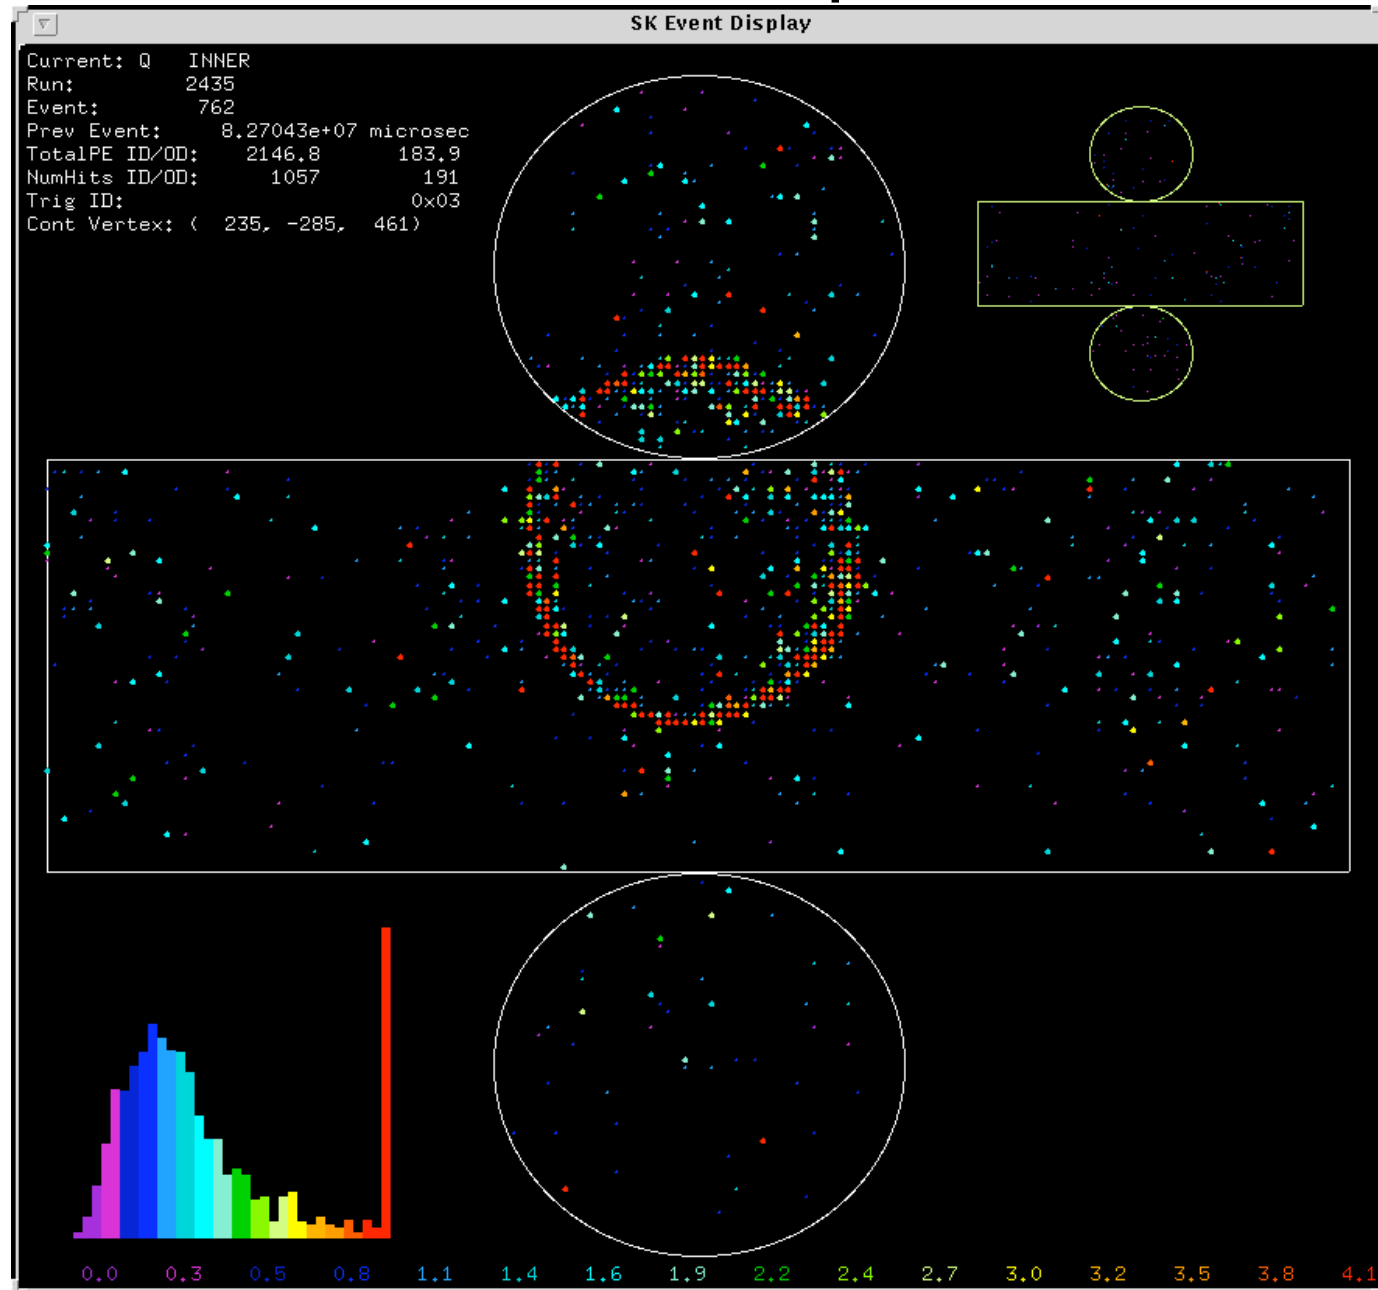 SK Event Display
Current: Q INNER
Run: 2435
Event: 762
Prev Event: 8.27043e+07 microsec
TotalPE ID/OD: 2146.8 183.9
NumHits ID/OD: 1057 191
Trig ID: 0x03
Cont Vertex: ( 235, -285, 461)
0.0 0.3 0.5 0.8 1.1 1.4 1.6 1.9 2.2 2.4 2.7 3.0 3.2 3.5 3.8 4.1